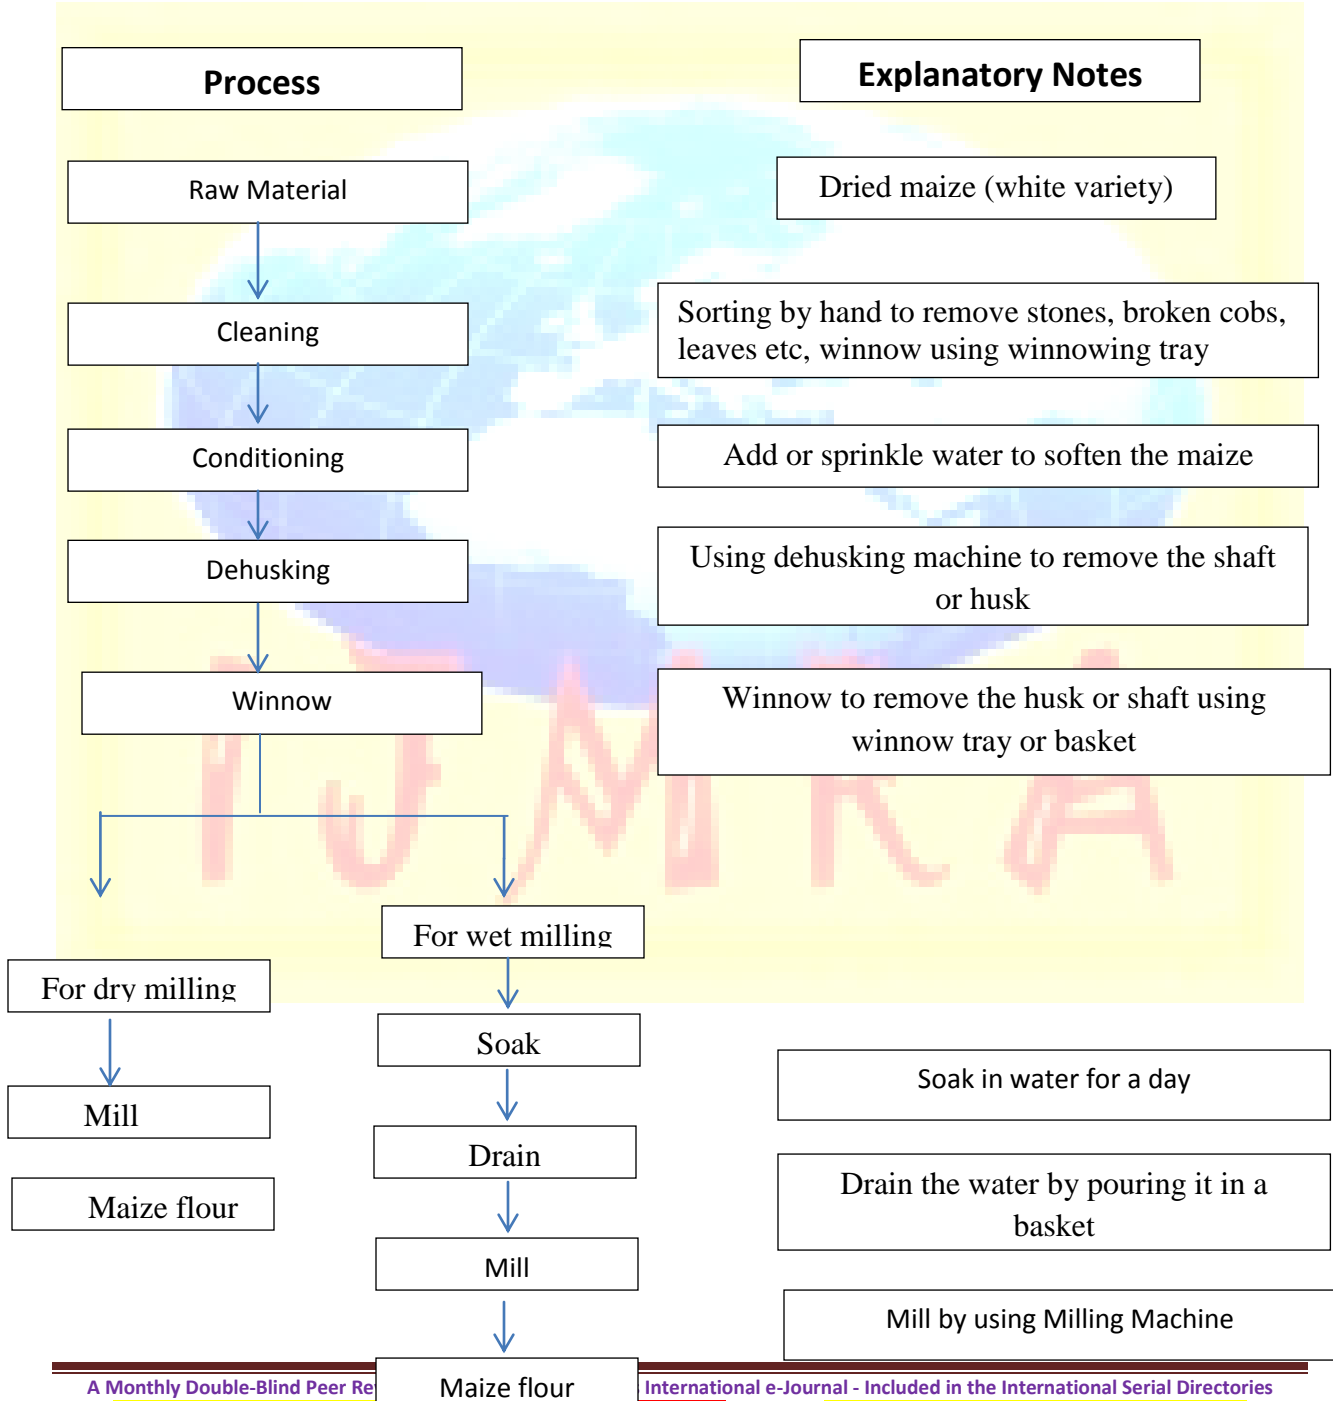 Process
Explanatory Notes
Raw Material
Dried maize (white variety)
Cleaning
Sorting by hand to remove stones, broken cobs,
leaves etc, winnow using winnowing tray
Conditioning
Add or sprinkle water to soften the maize
Dehusking
Using dehusking machine to remove the shaft
or husk
Winnow
Winnow to remove the husk or shaft using
winnow tray or basket
IJMRA
For wet milling
For dry milling
Soak
Soak in water for a day
Mill
Drain
Drain the water by pouring it in a
basket
Maize flour
Mill
Mill by using Milling Machine
Maize flour
A Monthly Double-Blind Peer International e-Journal - Included in the International Serial Directories